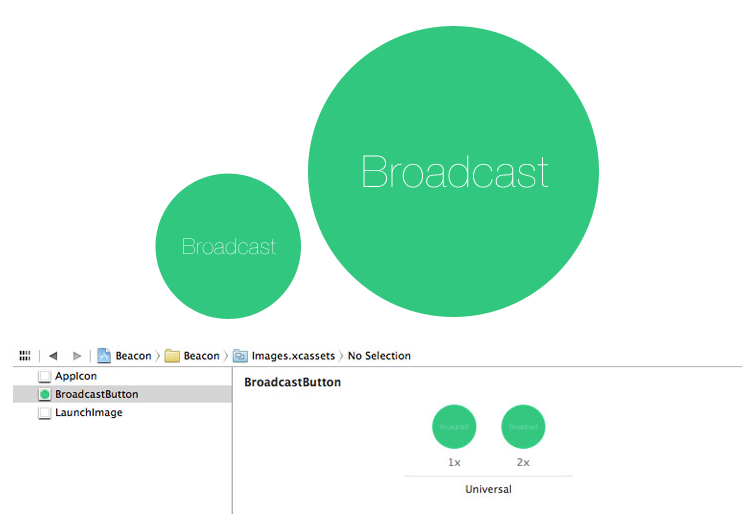 Broadcast
Broadcast
Beacon Beacon Images.xcassets No Selection
AppIcon
BroadcastButton
LaunchImage
BroadcastButton
Broadcast Broadcast
1x 2x
Universal